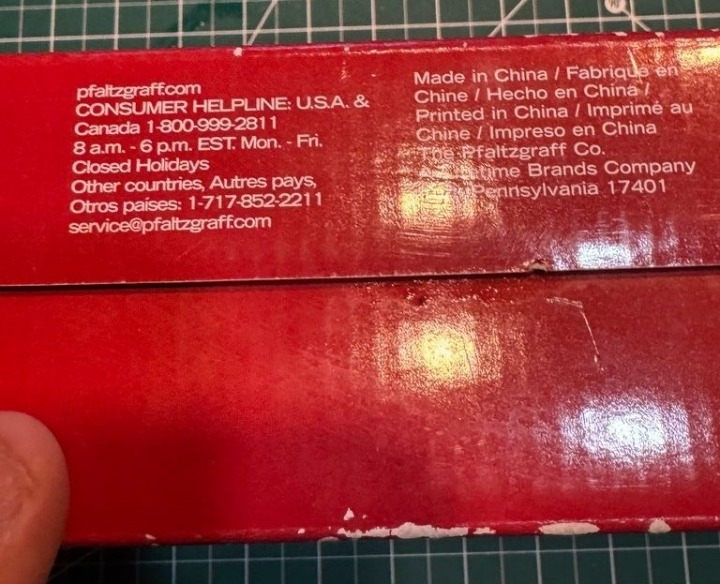 pfaltzgraff.com
CONSUMER HELPLINE: U.S.A. &
Canada 1-800-999-2811
8 a.m. - 6 p.m. EST. Mon. - Fri.
Closed Holidays
Other countries, Autres pays,
Otros países: 1-717-852-2211
service@pfaltzgraff.com
Made in China / Fabriqué en
Chine / Hecho en China /
Printed in China / Imprimé au
Chine / Impreso en China
The Pfaltzgraff Co.
Brands Company
Pennsylvania 17401